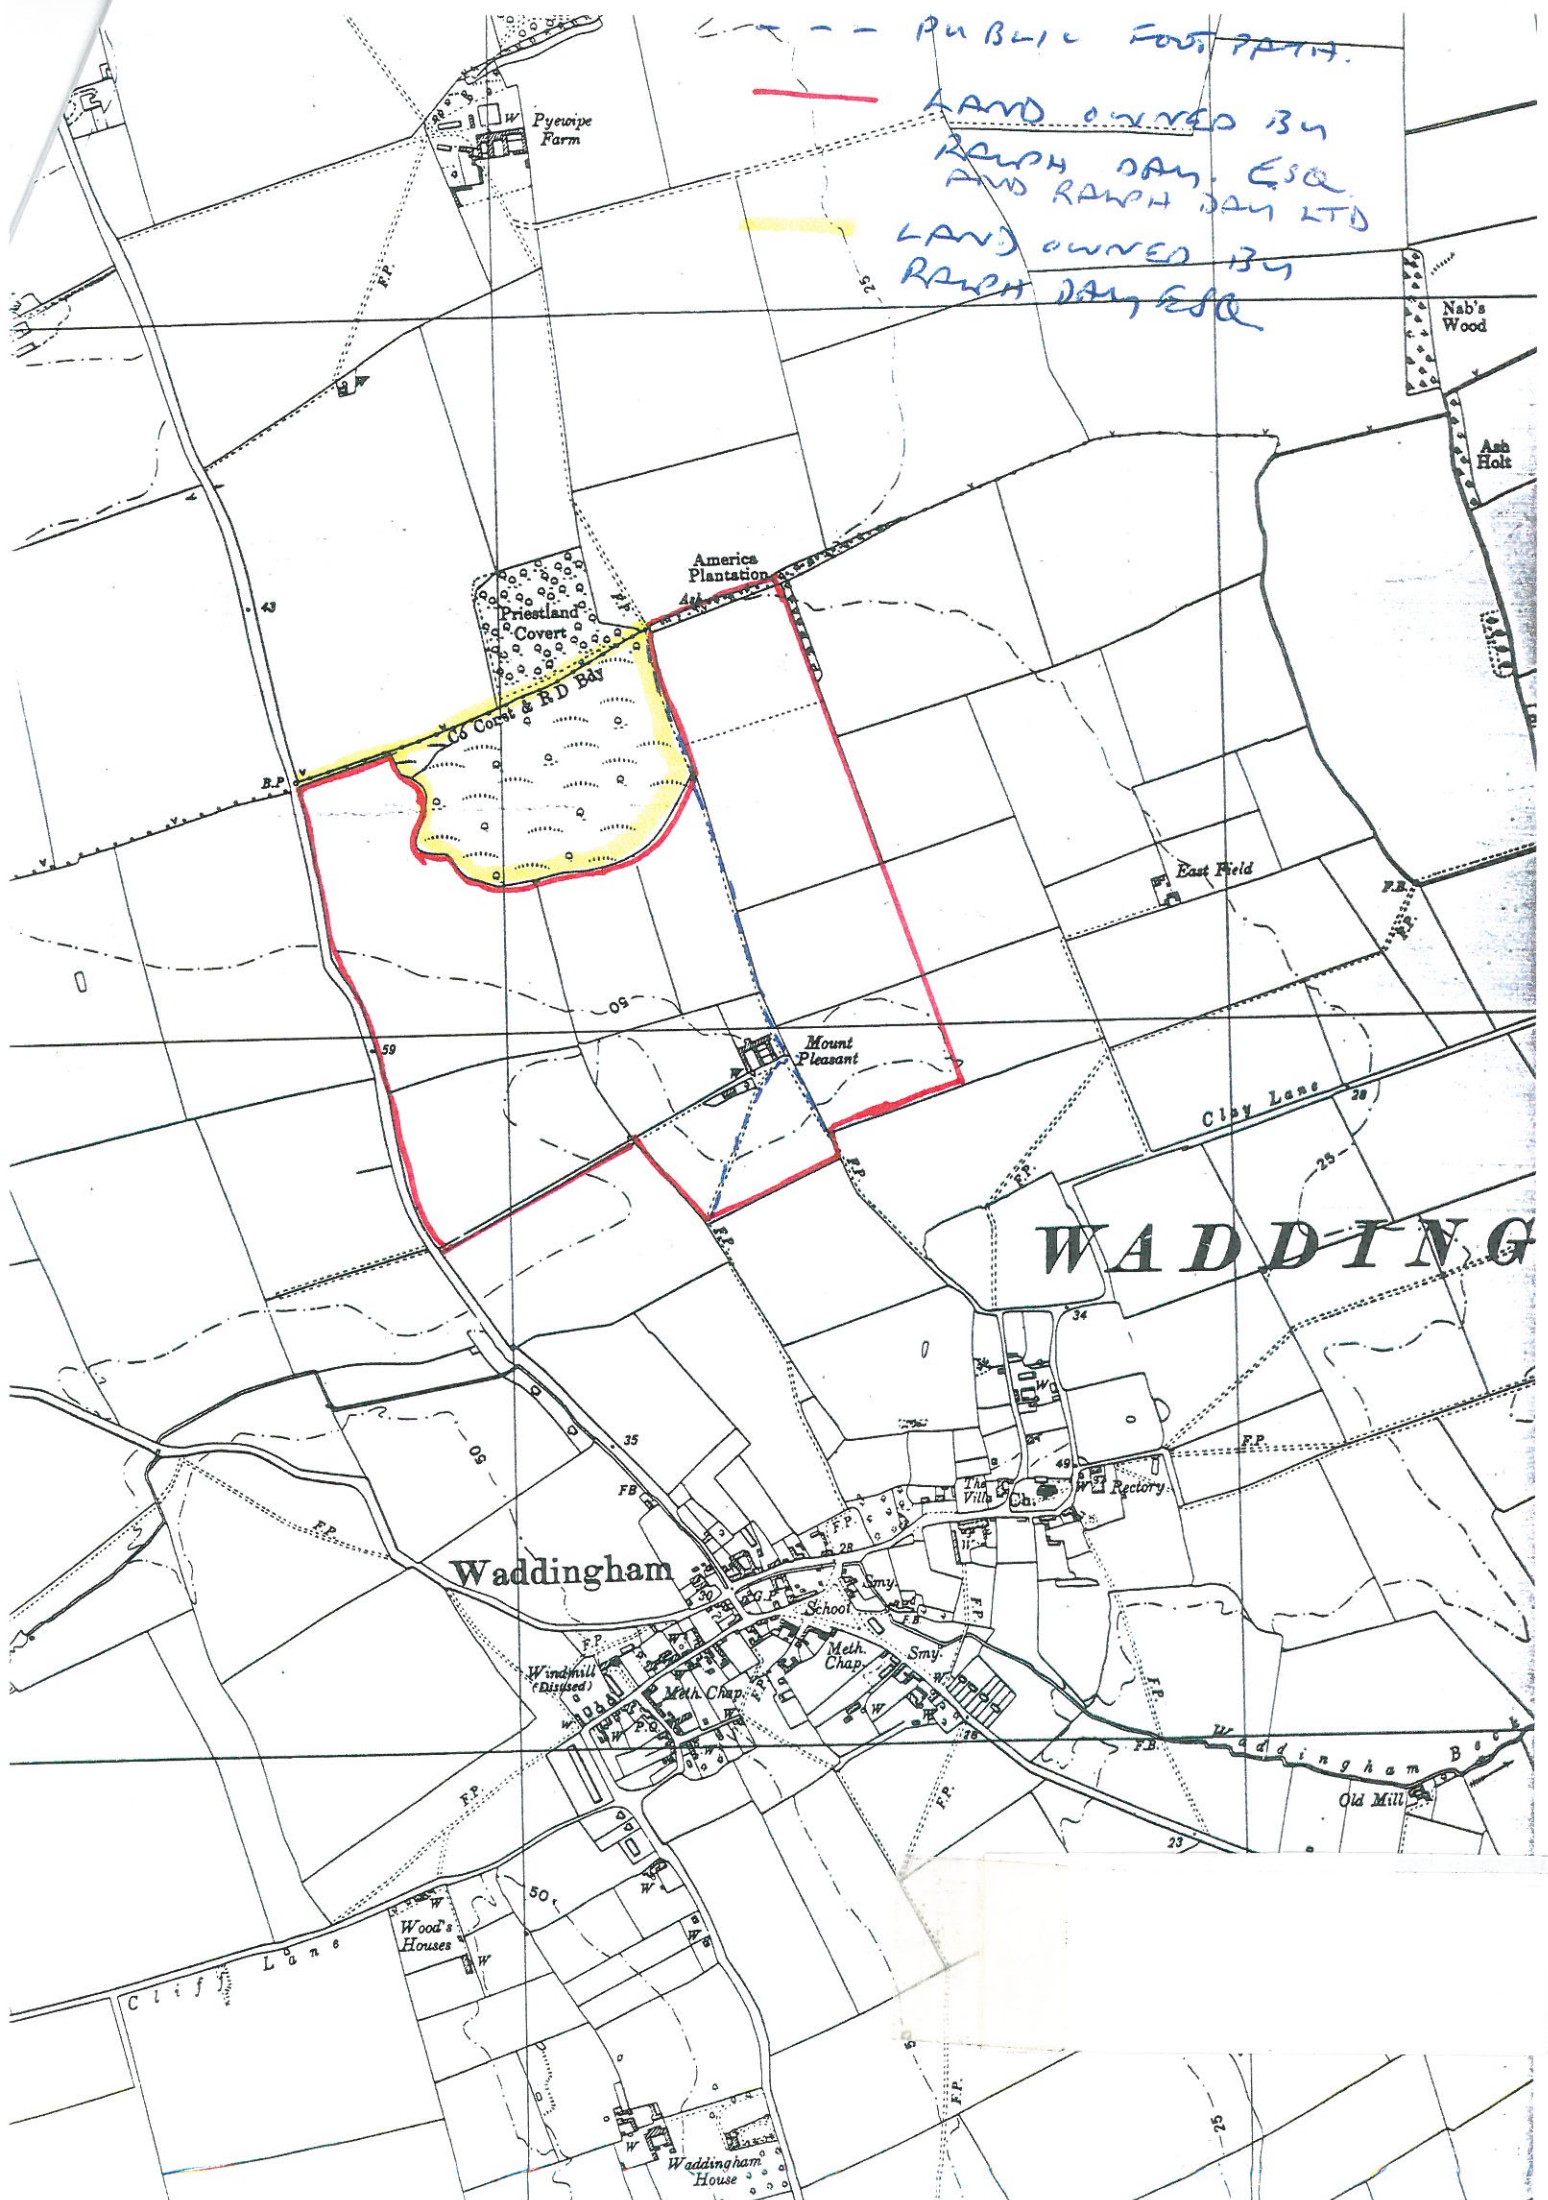 PUBLIC FOOTPATH.
LAND OWNED BY
RALPH DAY. ESQ
AND RALPH DAY LTD
LAND OWNED BY
RALPH DAY ESQ
W
Pyewipe
Farm
F.P.
25
Nab's
Wood
W
Ash
Holt
America
Plantation
Ash
F.P.
43
Priestland
Covert
Co Const & R D Bdy
B.P.
East Field
F.B.
F.P.
50
59
Mount
Pleasant
W
Clay Lane
28
F.P.
F.P.
25
F.P.
WADDING
34
W
50
35
F.P.
49
FB
The
Villa
Ch.
W
Rectory
F.P.
F.P.
28
Waddingham
30
G.P.
Smy.
School
F.B.
F.P.
F.P.
W
Meth.
Chap.
Smy.
Windmill
(Disused)
Meth. Chap.
F.P.
W
W
W
W
F.P.
W
W
P.O.
W
W
26
F.B.
Waddingham Bec
Old Mill
F.P.
F.P.
23
50
W
W
Wood's
Houses
W
W
Cliff Lane
50
F.P.
25
W
Waddingham
House